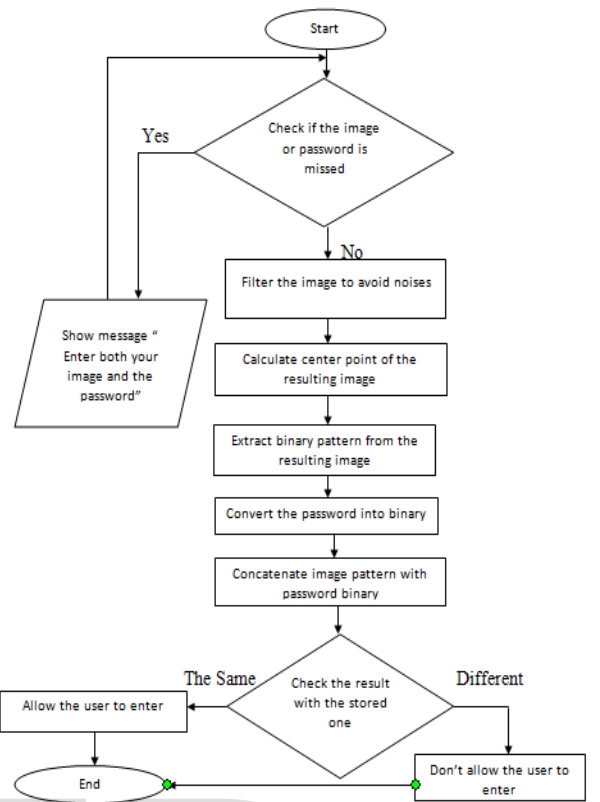 Start
Check if the image
or password is
missed
Yes
No
Filter the image to avoid noises
Show message “
Enter both your
image and the
password”
Calculate center point of the
resulting image
Extract binary pattern from the
resulting image
Convert the password into binary
Concatenate image pattern with
password binary
The Same
Check the result
with the stored
one
Different
Allow the user to enter
Don’t allow the user to
enter
End